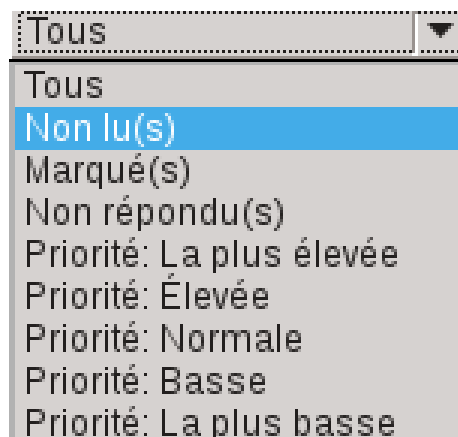 Tous
Tous
Non lu(s)
Marqué(s)
Non répondu(s)
Priorité: La plus élevée
Priorité: Élevée
Priorité: Normale
Priorité: Basse
Priorité: La plus basse